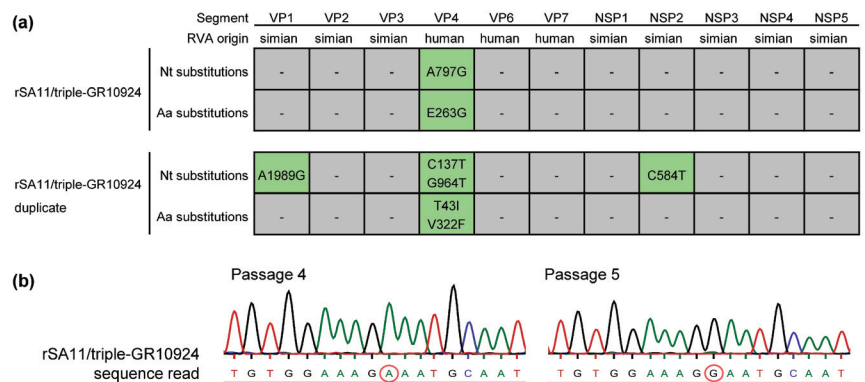 (a)
Segment VP1 VP2 VP3 VP4 VP6 VP7 NSP1 NSP2 NSP3 NSP4 NSP5
RVA origin simian simian simian human human human simian simian simian simian simian
rSA11/triple-GR10924
Nt substitutions - - - A797G - - - - - - -
Aa substitutions - - - E263G - - - - - - -
rSA11/triple-GR10924
duplicate
Nt substitutions A1989G - - C137T G964T - - - C584T - - -
Aa substitutions - - - T43I V322F - - - - - - -
(b)
Passage 4 Passage 5
rSA11/triple-GR10924
sequence read
T G T G G A A A G A A A T G C A A T
T G T G G A A A G G A A T G C A A T